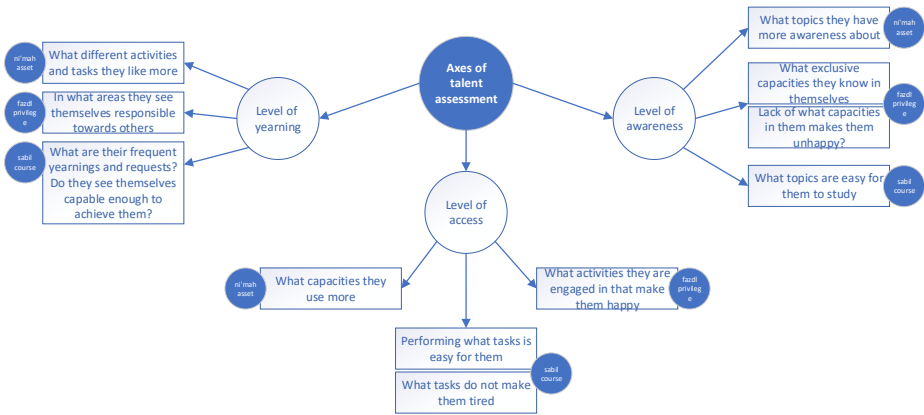 Axes of
talent
assessment
Level of
yearning
ni'mah
asset
What different activities
and tasks they like more
fazdl
privileg
e
In what areas they see
themselves responsible
towards others
sabil
course
What are their frequent
yearnings and requests?
Do they see themselves
capable enough to
achieve them?
Level of
awareness
What topics they have
more awareness about
ni'mah
asset
What exclusive
capacities they know in
themselves
Lack of what capacities
in them makes them
unhappy?
fazdl
privileg
e
What topics are easy for
them to study
sabil
course
Level of
access
ni'mah
asset
What capacities they
use more
What activities they are
engaged in that make
them happy
fazdl
privileg
e
Performing what tasks is
easy for them
What tasks do not make
them tired
sabil
course